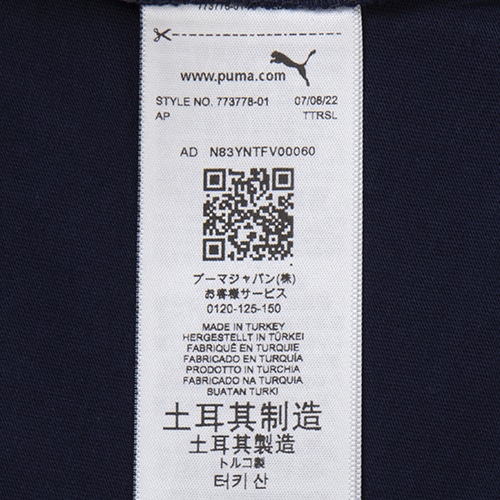 www.puma.com
STYLE NO. 773778-01 07/08/22
AP TTRSL
AD N83YNTFV00060
プーマジャパン(株)
お客様サービス
0120-125-150
MADE IN TURKEY
HERGESTELLT IN TÜRKEI
FABRIQUÉ EN TURQUIE
FABRICADO EN TURQUÍA
PRODOTTO IN TURCHIA
FABRICADO NA TURQUIA
BUATAN TURKI
土耳其制造
土耳其製造
トルコ製
터키 산